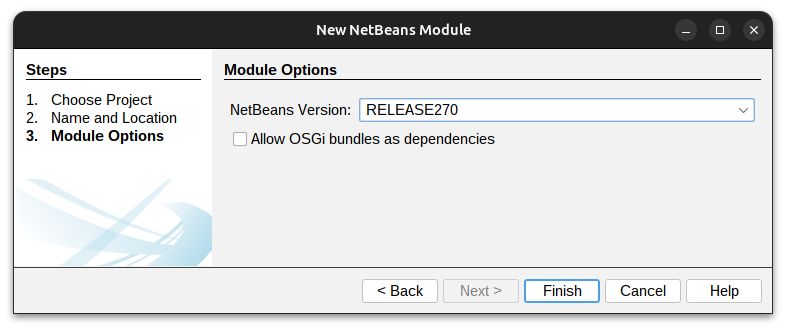 New NetBeans Module
Steps
1. Choose Project
2. Name and Location
3. Module Options
Module Options
NetBeans Version: RELEASE270
Allow OSGi bundles as dependencies
< Back Next > Finish Cancel Help